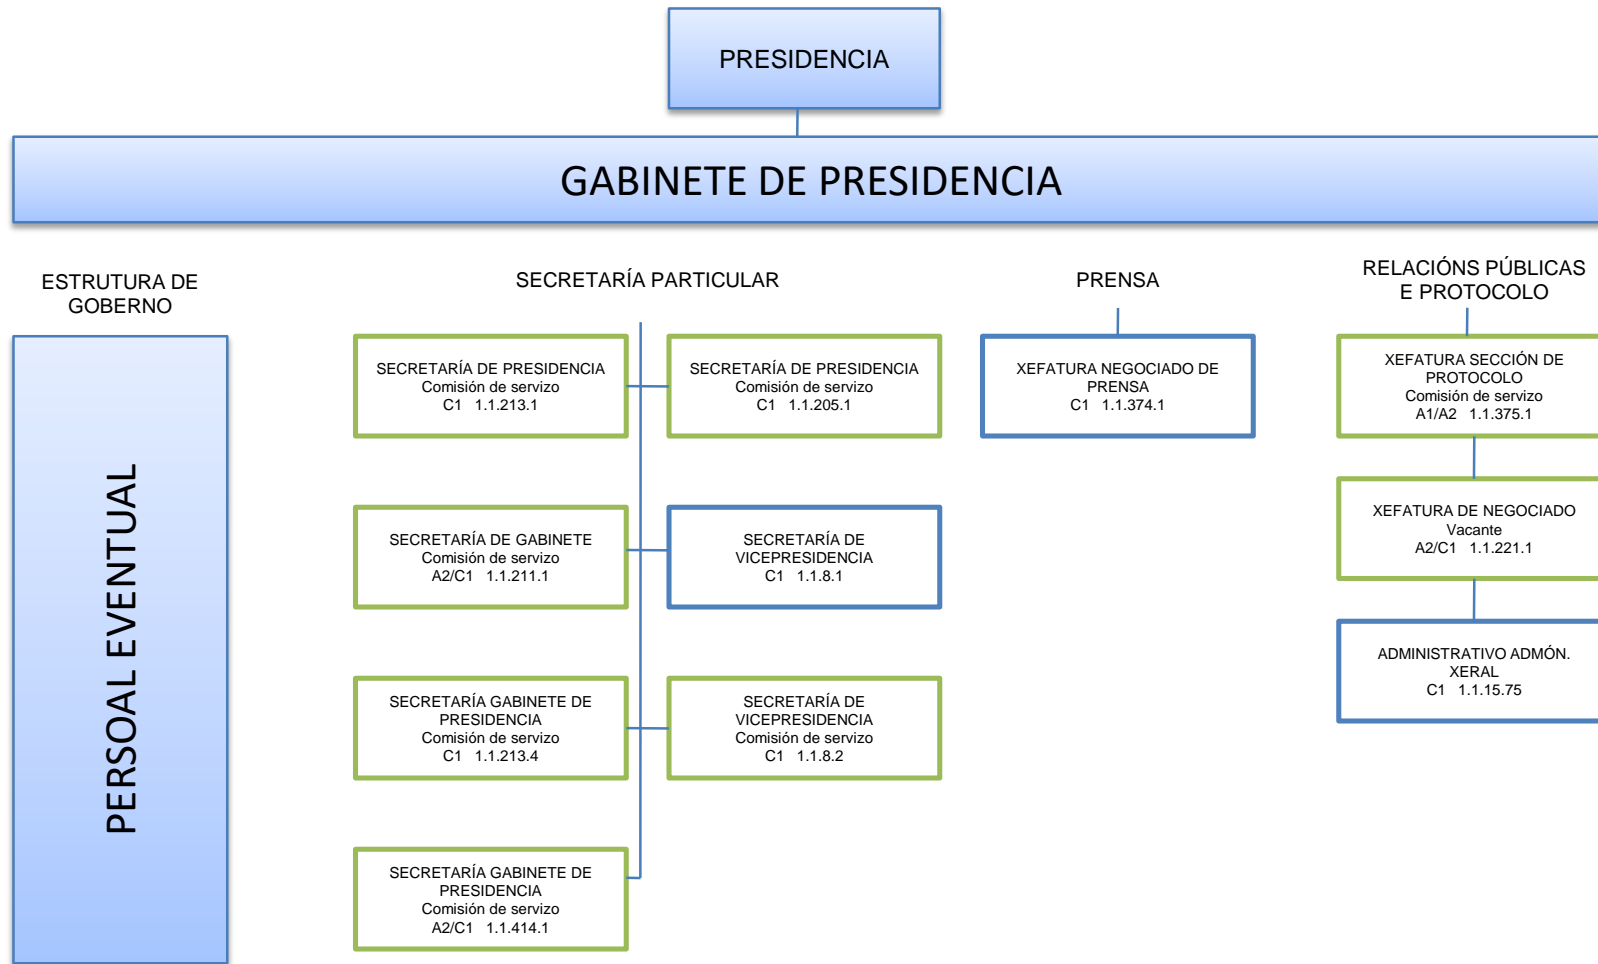 PRESIDENCIA
GABINETE DE PRESIDENCIA
ESTRUTURA DE
GOBERNO
PERSOAL EVENTUAL
SECRETARÍA PARTICULAR
SECRETARÍA DE PRESIDENCIA
Comisión de servizo
C1 1.1.213.1
SECRETARÍA DE PRESIDENCIA
Comisión de servizo
C1 1.1.205.1
SECRETARÍA DE GABINETE
Comisión de servizo
A2/C1 1.1.211.1
SECRETARÍA DE
VICEPRESIDENCIA
C1 1.1.8.1
SECRETARÍA GABINETE DE
PRESIDENCIA
Comisión de servizo
C1 1.1.213.4
SECRETARÍA DE
VICEPRESIDENCIA
Comisión de servizo
C1 1.1.8.2
SECRETARÍA GABINETE DE
PRESIDENCIA
Comisión de servizo
A2/C1 1.1.414.1
PRENSA
XEFATURA NEGOCIADO DE
PRENSA
C1 1.1.374.1
RELACIÓNS PÚBLICAS
E PROTOCOLO
XEFATURA SECCIÓN DE
PROTOCOLO
Comisión de servizo
A1/A2 1.1.375.1
XEFATURA DE NEGOCIADO
Vacante
A2/C1 1.1.221.1
ADMINISTRATIVO ADMÓN.
XERAL
C1 1.1.15.75